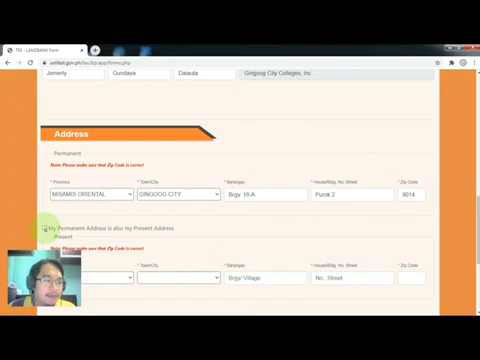 TES - LANDBANK Form
unifast.gov.ph/tes.lbp.app/forms.php
Jemerly Gundaya Dalauta Gingoog City Colleges, Inc
Address
Permanent
Note: Please make sure that Zip Code is correct
* Province * Town/City * Barangay * House/Bldg. No. Street * Zip Code
MISAMIS ORIENTAL GINGOOG CITY Brgy. 18-A Purok 2 9014
My Permanent Address is also my Present Address
Present
Note: Please make sure that Zip Code is correct
* Town/City * Barangay * House/Bldg. No. Street * Zip Code
Brgy/ Village No., Street